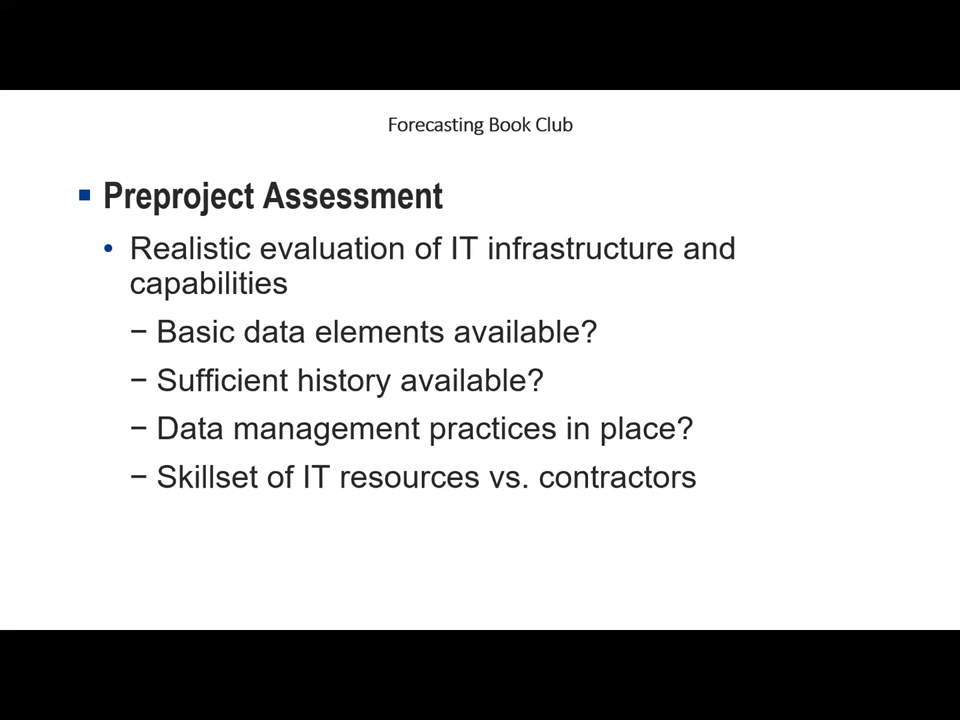 Forecasting Book Club
▪ Preproject Assessment
• Realistic evaluation of IT infrastructure and
capabilities
− Basic data elements available?
− Sufficient history available?
− Data management practices in place?
− Skillset of IT resources vs. contractors